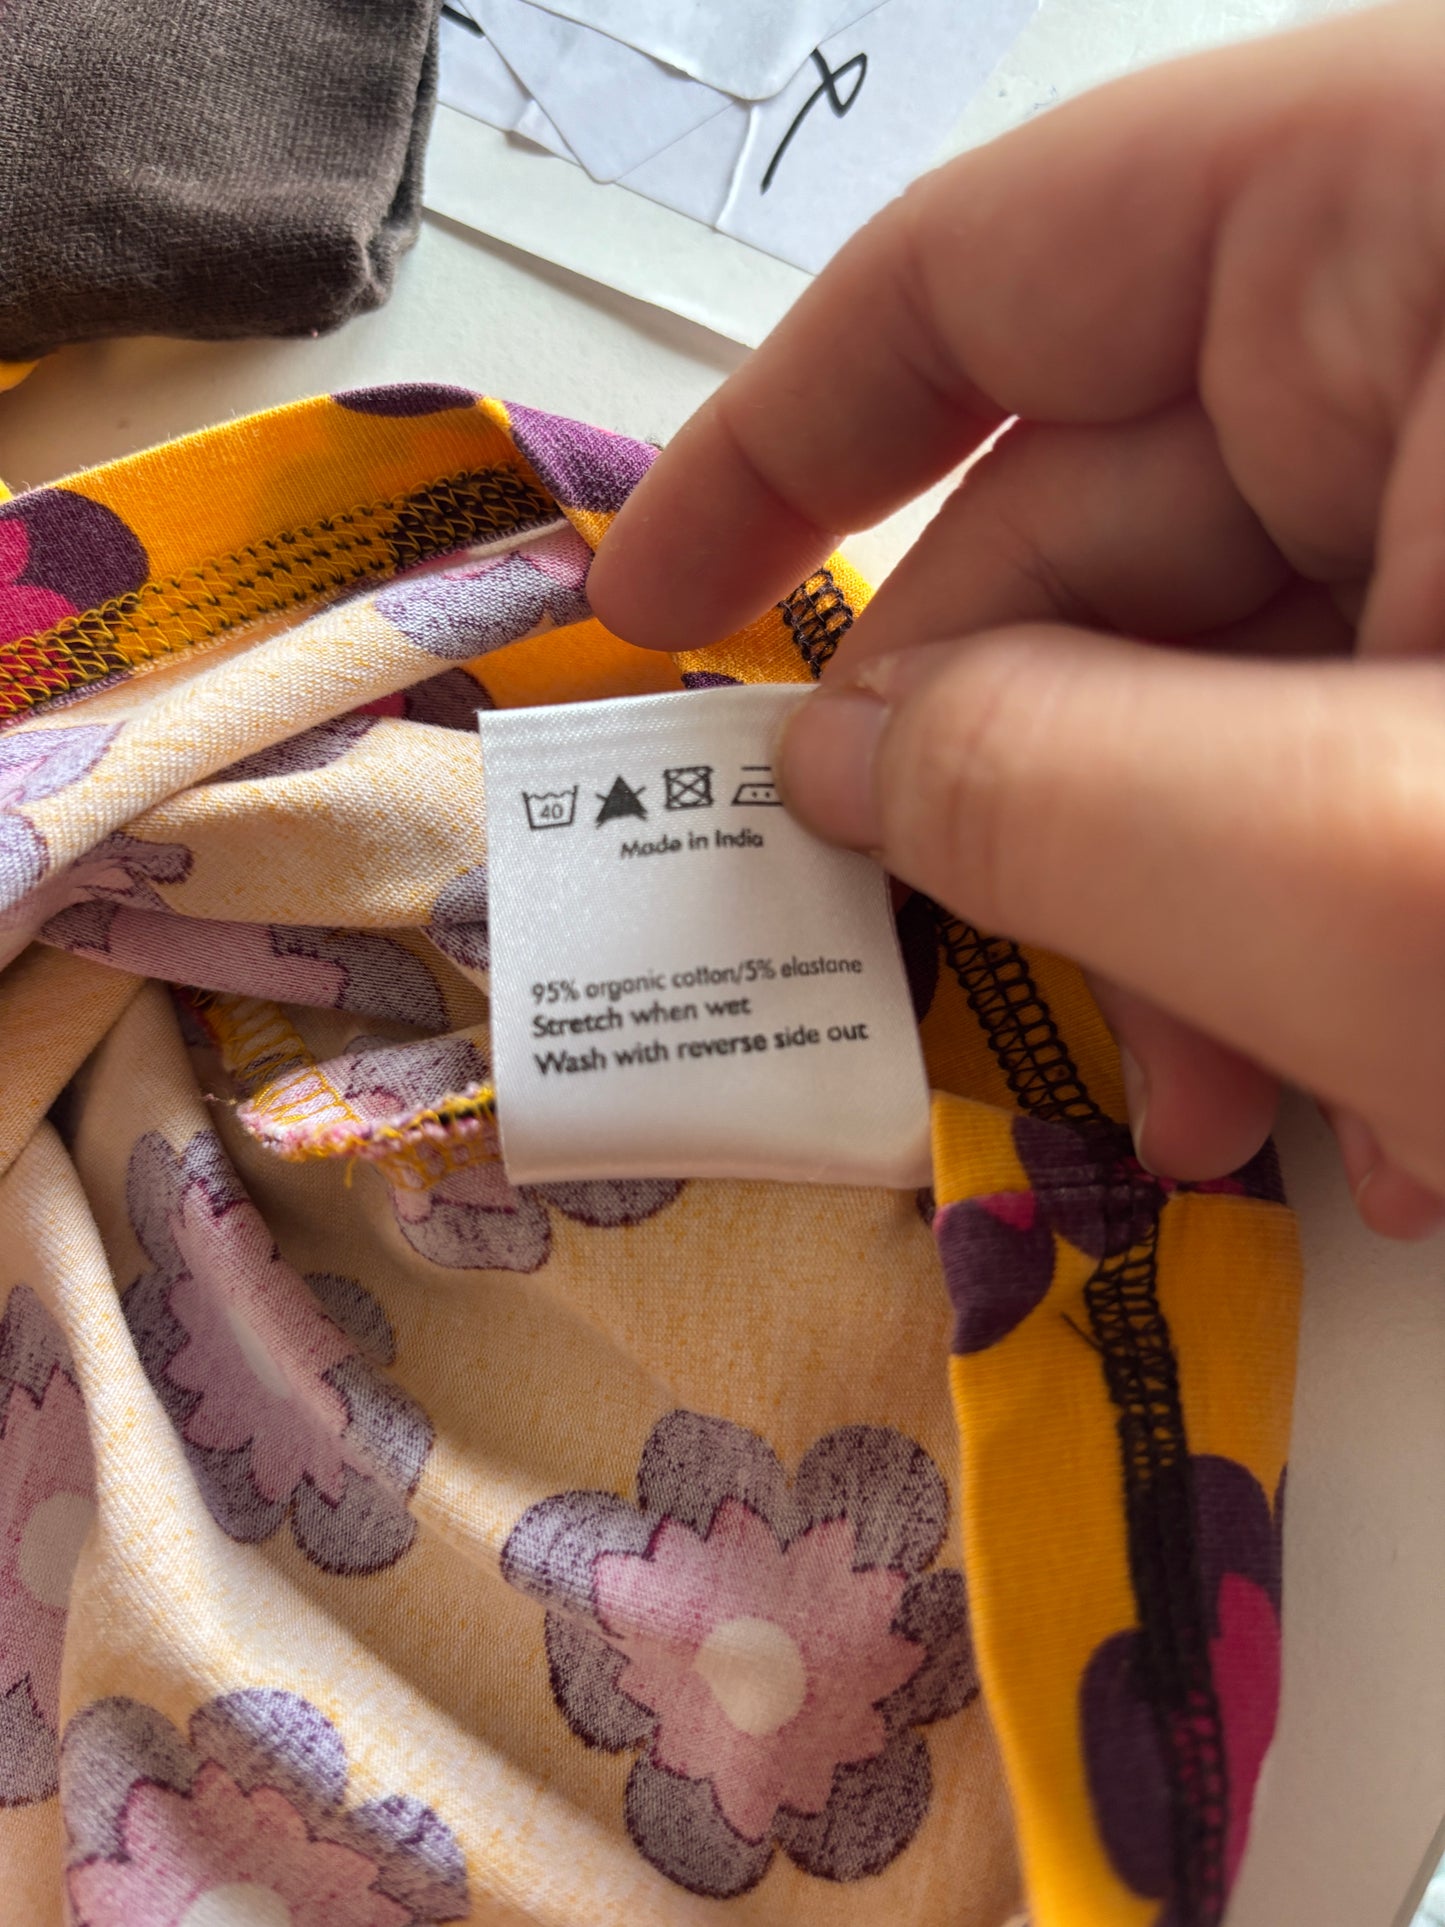 40
Made in India
95% organic cotton/5% elastane
Stretch when wet
Wash with reverse side out